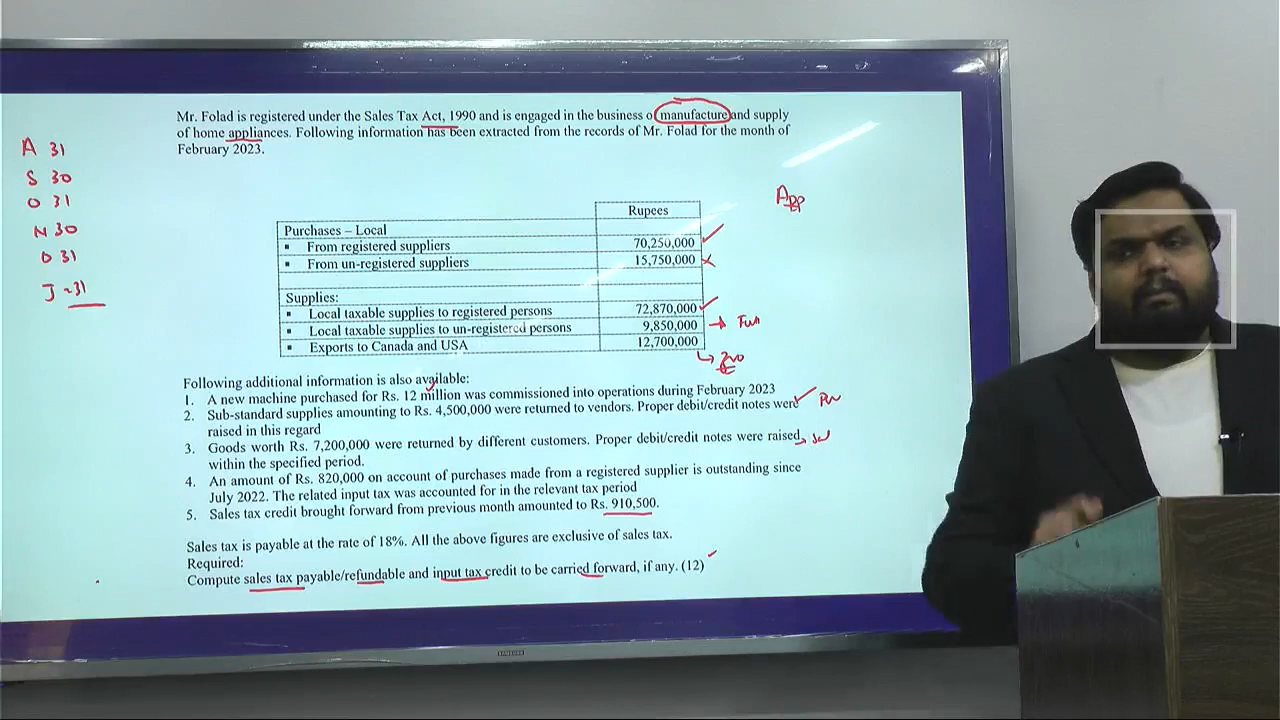 Mr. Folad is registered under the Sales Tax Act, 1990 and is engaged in the business o manufacture and supply
of home appliances. Following information has been extracted from the records of Mr. Folad for the month of
February 2023.
A 31
S 30
O 31
N 30
D 31
J 31
App
Rupees
Purchases – Local
▪ From registered suppliers 70,250,000
▪ From un-registered suppliers 15,750,000
Supplies:
▪ Local taxable supplies to registered persons 72,870,000
▪ Local taxable supplies to un-registered persons 9,850,000
▪ Exports to Canada and USA 12,700,000
Following additional information is also available:
1. A new machine purchased for Rs. 12 million was commissioned into operations during February 2023
2. Sub-standard supplies amounting to Rs. 4,500,000 were returned to vendors. Proper debit/credit notes were
raised in this regard
3. Goods worth Rs. 7,200,000 were returned by different customers. Proper debit/credit notes were raised
within the specified period.
4. An amount of Rs. 820,000 on account of purchases made from a registered supplier is outstanding since
July 2022. The related input tax was accounted for in the relevant tax period
5. Sales tax credit brought forward from previous month amounted to Rs. 910,500.
Sales tax is payable at the rate of 18%. All the above figures are exclusive of sales tax.
Required:
Compute sales tax payable/refundable and input tax credit to be carried forward, if any. (12)
SAMSUNG